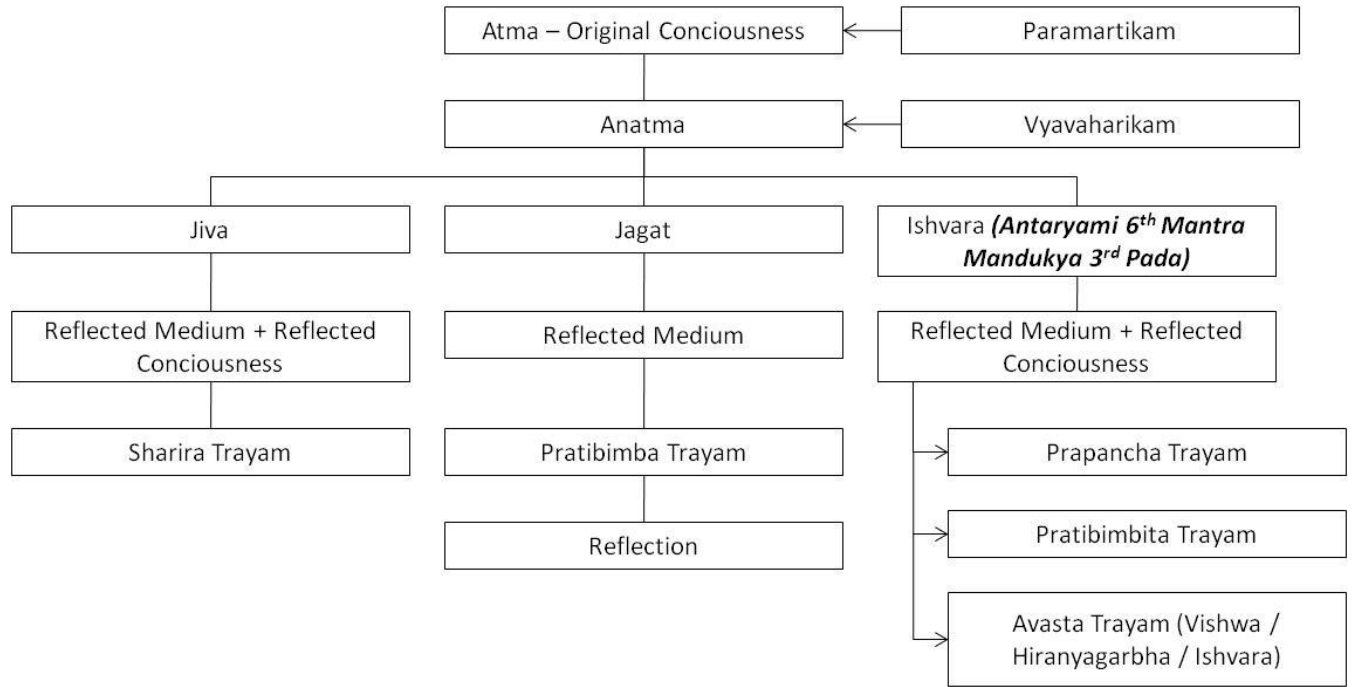 Atma – Original Conciousness
Paramartikam
Anatma
Vyavaharikam
Jiva
Jagat
Ishvara (Antaryami 6th Mantra
Mandukya 3rd Pada)
Reflected Medium + Reflected
Conciousness
Reflected Medium
Reflected Medium + Reflected
Conciousness
Sharira Trayam
Pratibimba Trayam
Prapancha Trayam
Reflection
Pratibimbita Trayam
Avasta Trayam (Vishwa /
Hiranyagarbha / Ishvara)